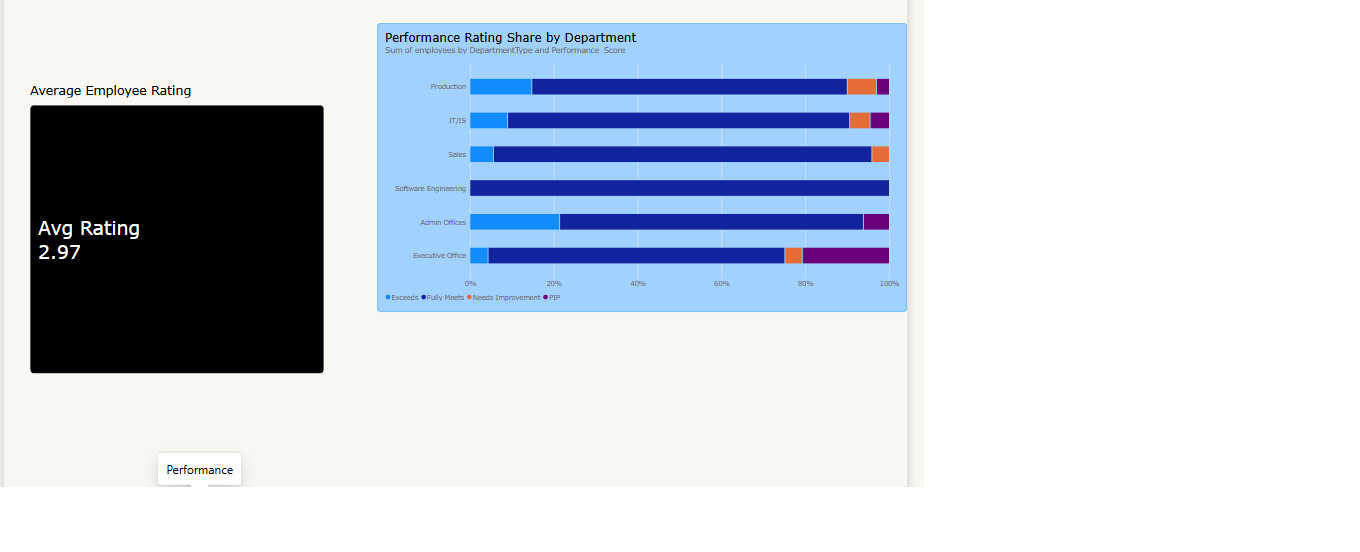 Performance Rating Share by Department
Sum of employees by DepartmentType and Performance Score
Average Employee Rating
Avg Rating
2.97
Production
IT/IS
Sales
Software Engineering
Admin Offices
Executive Office
0% 20% 40% 60% 80% 100%
Exceeds Fully Meets Needs Improvement PIP
Performance